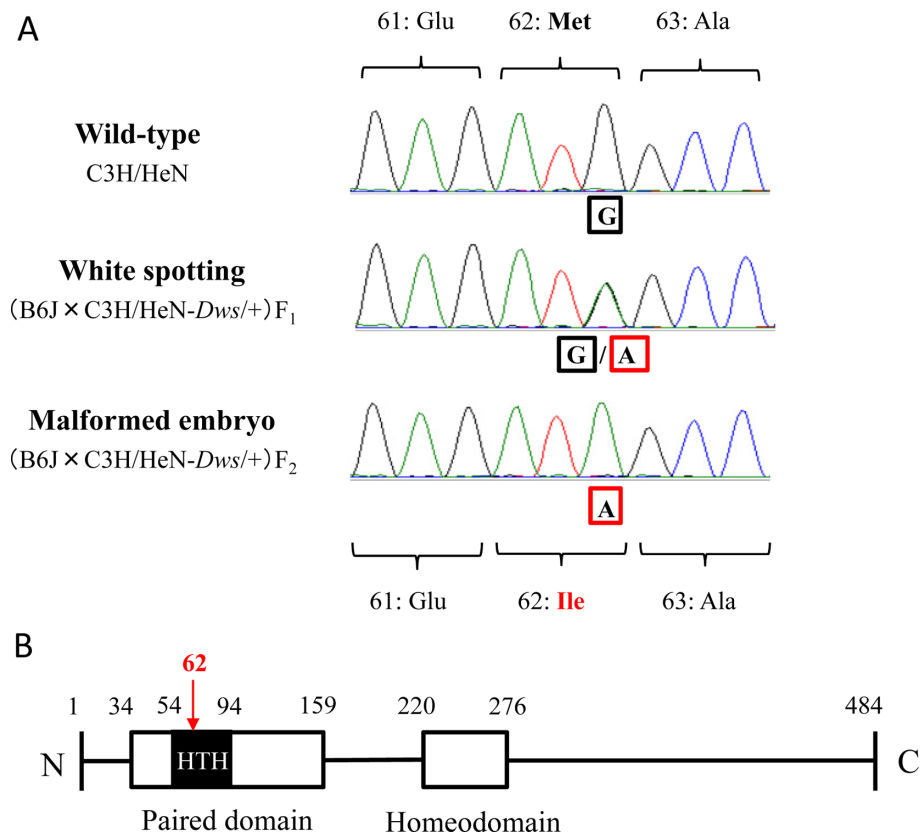 A
61: Glu 62: Met 63: Ala
Wild-type
C3H/HeN
G
White spotting
(B6J × C3H/HeN-Dws/+)F1
G / A
Malformed embryo
(B6J × C3H/HeN-Dws/+)F2
A
61: Glu 62: Ile 63: Ala
B
62
1 34 54 94 159 220 276 484
N HTH C
Paired domain Homeodomain